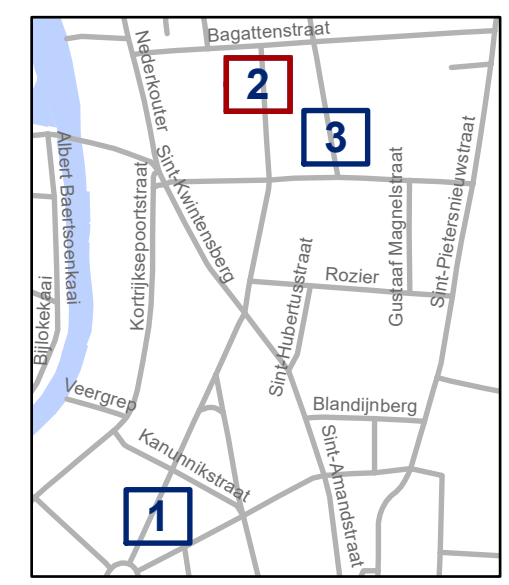 Bagattenstraat
Nederkouter
2
3
Albert Baertsoenkaai
Kortrijksepoortstraat
Sint-Kwintensberg
Gustaaf Magnelstraat
Sint-Pietersnieuwstraat
Bijlokekaai
Sint-Hubertusstraat
Rozier
Veergrep
Blandijnberg
Kanunnikstraat
Sint-Amandstraat
1